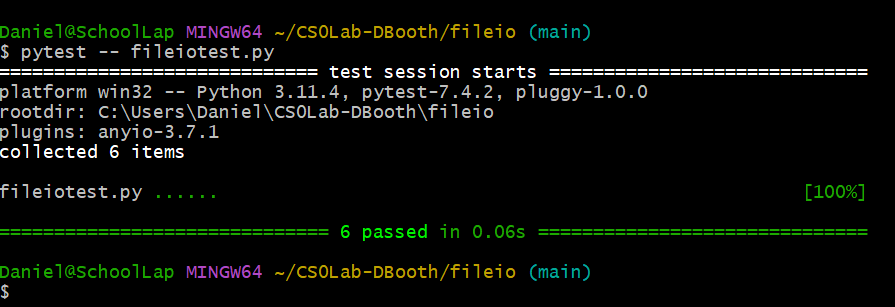 Daniel@SchoolLap MINGW64 ~/CS0Lab-DBooth/fileio (main)
$ pytest -- fileiotest.py
============================= test session starts =============================
platform win32 -- Python 3.11.4, pytest-7.4.2, pluggy-1.0.0
rootdir: C:\Users\Daniel\CS0Lab-DBooth\fileio
plugins: anyio-3.7.1
collected 6 items
fileiotest.py ...... [100%]
============================== 6 passed in 0.06s ==============================
Daniel@SchoolLap MINGW64 ~/CS0Lab-DBooth/fileio (main)
$